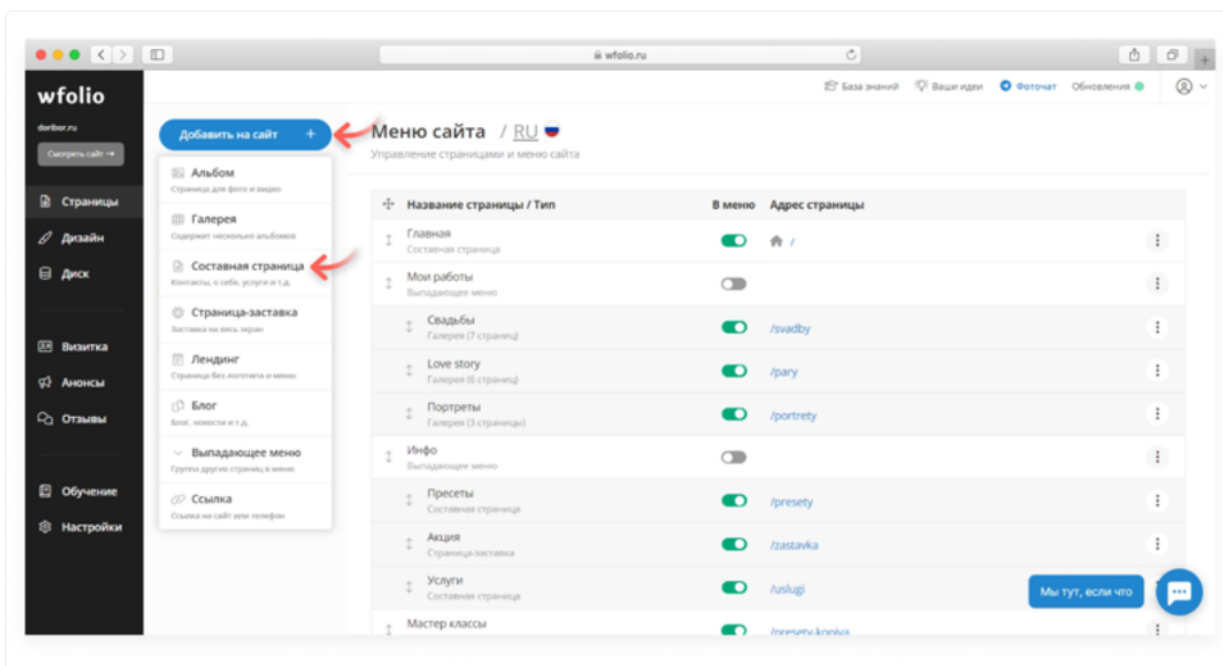 wfolio.ru
wfolio
База знаний
Ваши идеи
Фоточат
Обновления
doribor.ru
Смотреть сайт →
Страницы
Дизайн
Диск
Визитка
Анонсы
Отзывы
Обучение
Настройки
Добавить на сайт +
Альбом
Страница для фото и видео
Галерея
Содержит несколько альбомов
Составная страница
Контакты, о себе, услуги и т.д.
Страница-заставка
Заставка на весь экран
Лендинг
Страница без логотипа и меню
Блог
Блог, новости и т.д.
Выпадающее меню
Группа других страниц в меню
Ссылка
Ссылка на сайт или телефон
Меню сайта / RU
Управление страницами и меню сайта
Название страницы / Тип В меню Адрес страницы
Главная
Составная страница
/
Мои работы
Выпадающее меню
Свадьбы
Галерея (7 страниц)
/svadby
Love story
Галерея (6 страниц)
/pary
Портреты
Галерея (3 страницы)
/portrety
Инфо
Выпадающее меню
Пресеты
Составная страница
/presety
Акция
Страница-заставка
/zastavka
Услуги
Составная страница
/uslugi
Мастер классы
/presety-kopiya
Мы тут, если что